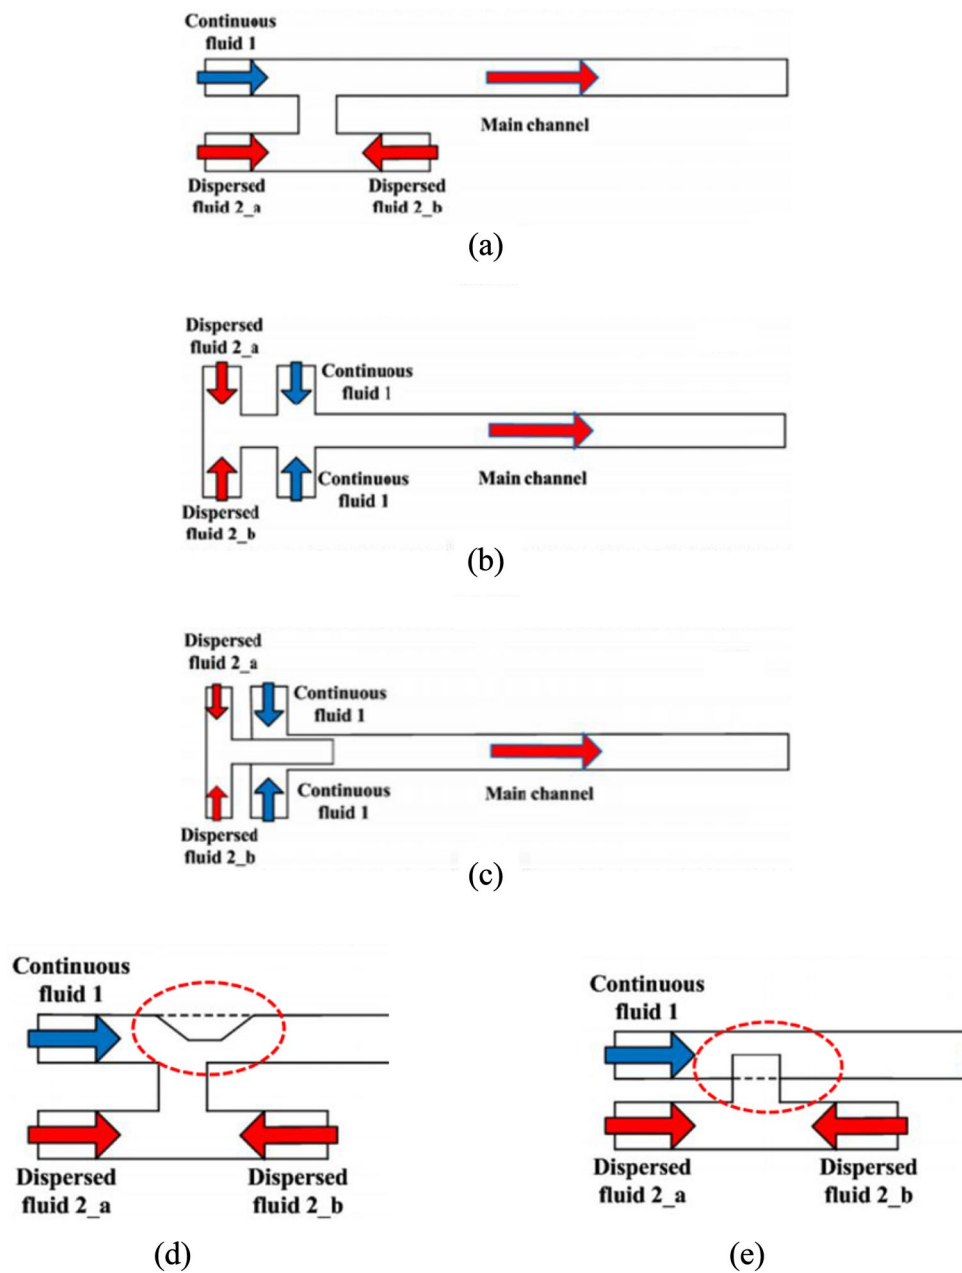 Continuous
fluid 1
Main channel
Dispersed
fluid 2_a
Dispersed
fluid 2_b
(a)
Dispersed
fluid 2_a
Continuous
fluid 1
Continuous
fluid 1
Main channel
Dispersed
fluid 2_b
(b)
Dispersed
fluid 2_a
Continuous
fluid 1
Continuous
fluid 1
Main channel
Dispersed
fluid 2_b
(c)
Continuous
fluid 1
Dispersed
fluid 2_a
Dispersed
fluid 2_b
(d)
Continuous
fluid 1
Dispersed
fluid 2_a
Dispersed
fluid 2_b
(e)